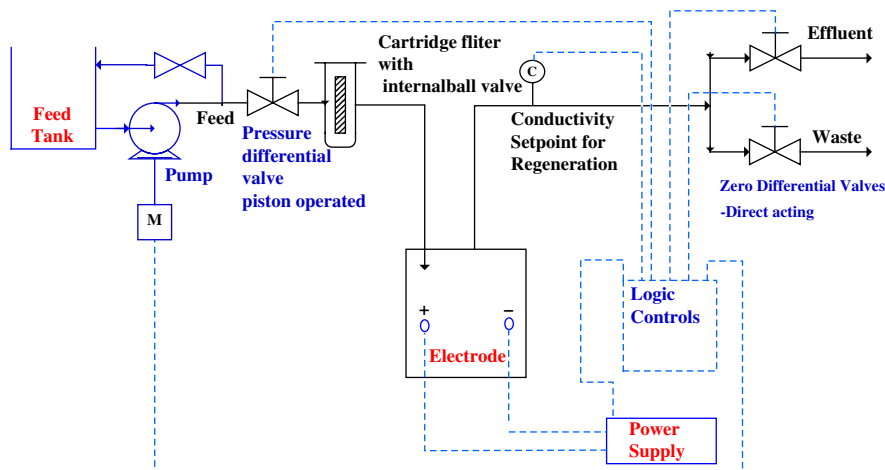 Feed
Tank
Pump
M
Feed
Pressure
differential
valve
piston operated
Cartridge fliter
with
internalball valve
C
Conductivity
Setpoint for
Regeneration
Effluent
Waste
Zero Differential Valves
-Direct acting
+
−
Electrode
Logic
Controls
Power
Supply